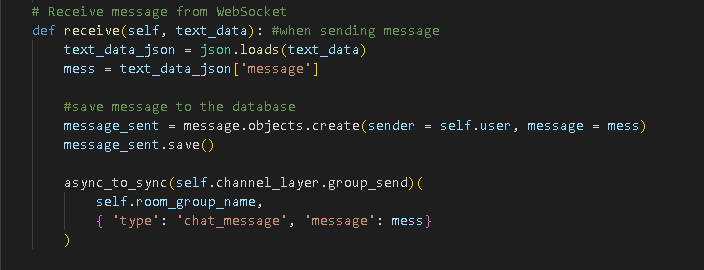 # Receive message from WebSocket
def receive(self, text_data): #when sending message
text_data_json = json.loads(text_data)
mess = text_data_json['message']
#save message to the database
message_sent = message.objects.create(sender = self.user, message = mess)
message_sent.save()
async_to_sync(self.channel_layer.group_send)(
self.room_group_name,
{ 'type': 'chat_message', 'message': mess}
)